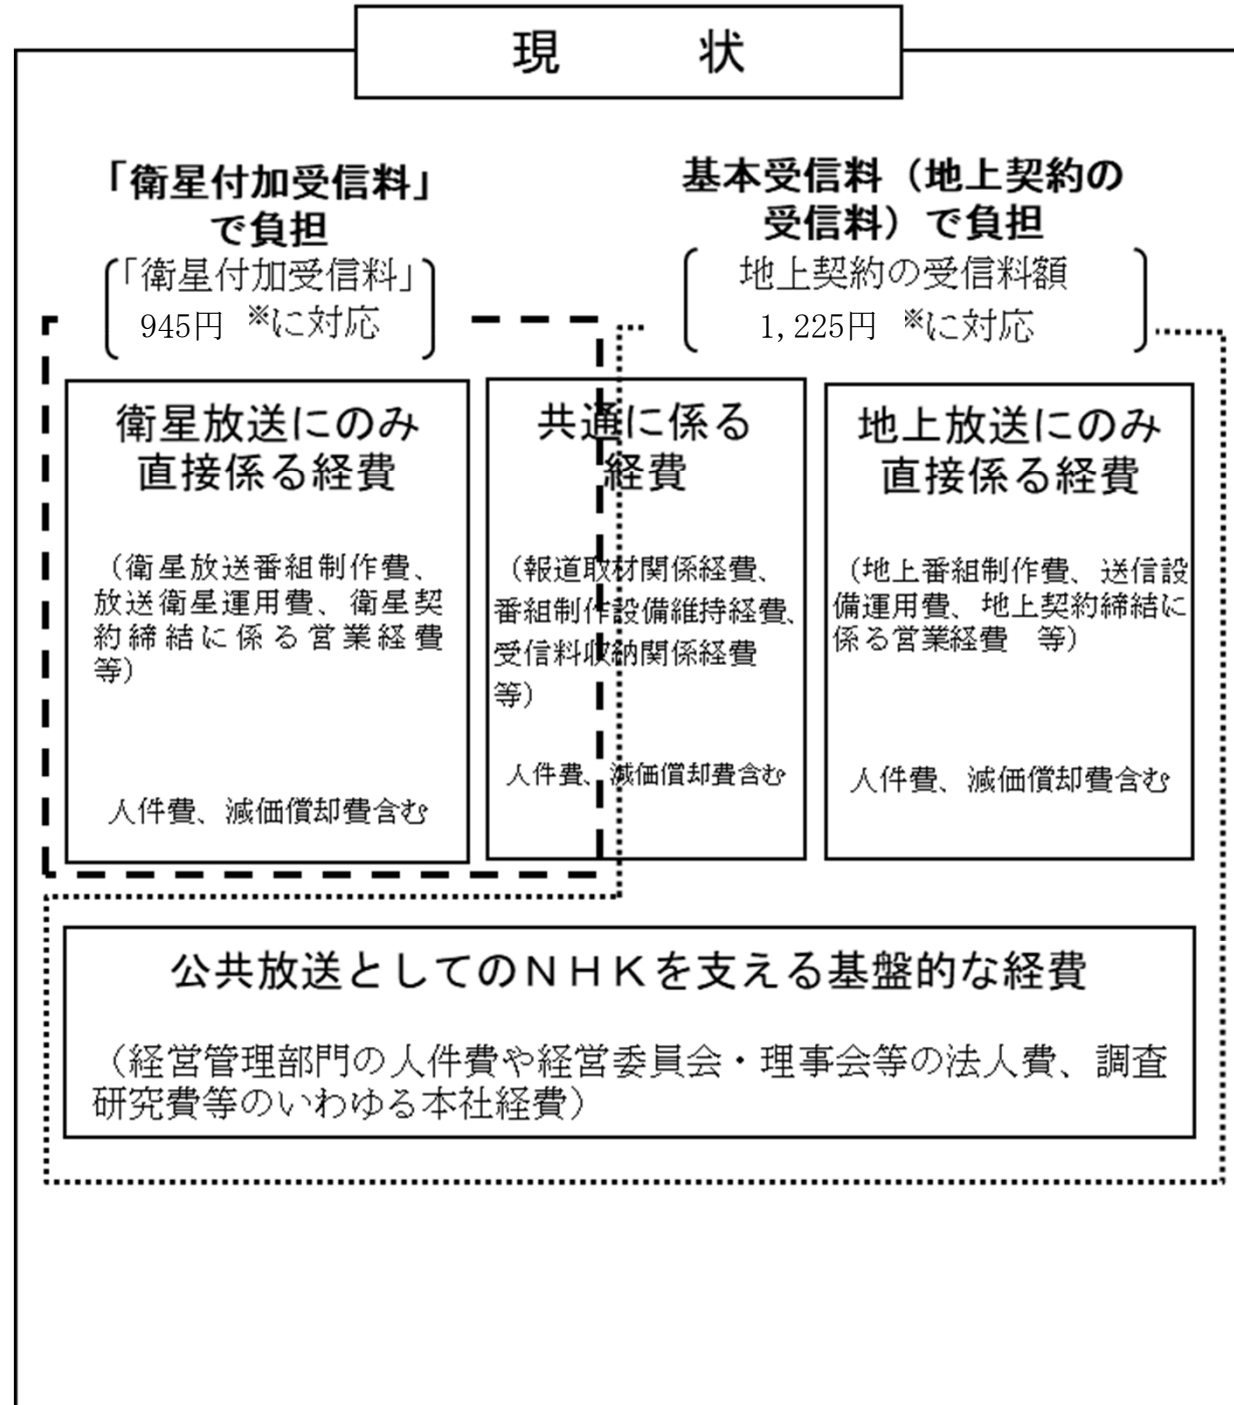 現　状
「衛星付加受信料」
で負担
「衛星付加受信料」
945円 ※に対応
基本受信料（地上契約の
受信料）で負担
地上契約の受信料額
1,225円 ※に対応
衛星放送にのみ
直接係る経費
（衛星放送番組制作費、
放送衛星運用費、衛星契
約締結に係る営業経費
等）
人件費、減価償却費含む
共通に係る
経費
（報道取材関係経費、
番組制作設備維持経費、
受信料収納関係経費
等）
人件費、減価償却費含む
地上放送にのみ
直接係る経費
（地上番組制作費、送信設
備運用費、地上契約締結に
係る営業経費　等）
人件費、減価償却費含む
公共放送としてのＮＨＫを支える基盤的な経費
（経営管理部門の人件費や経営委員会・理事会等の法人費、調査
研究費等のいわゆる本社経費）